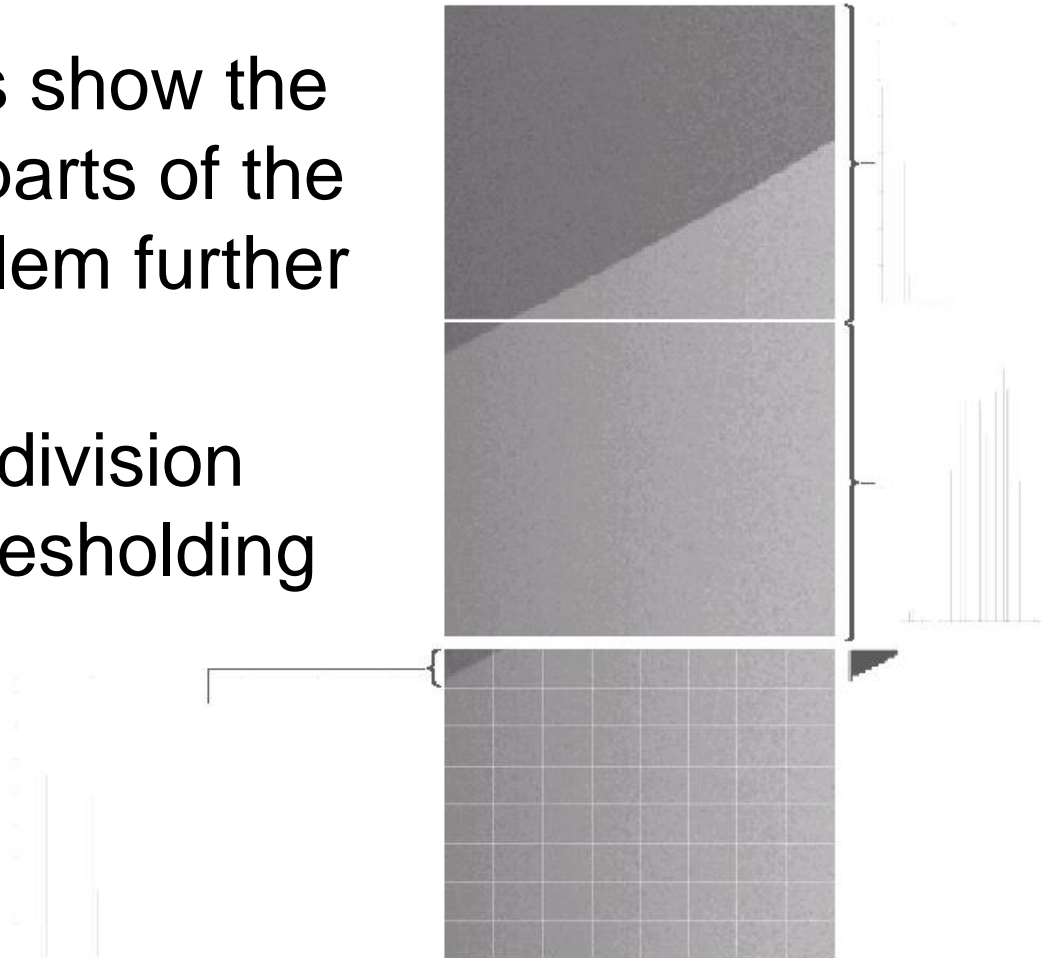 s show the
parts of the
lem further
division
esholding